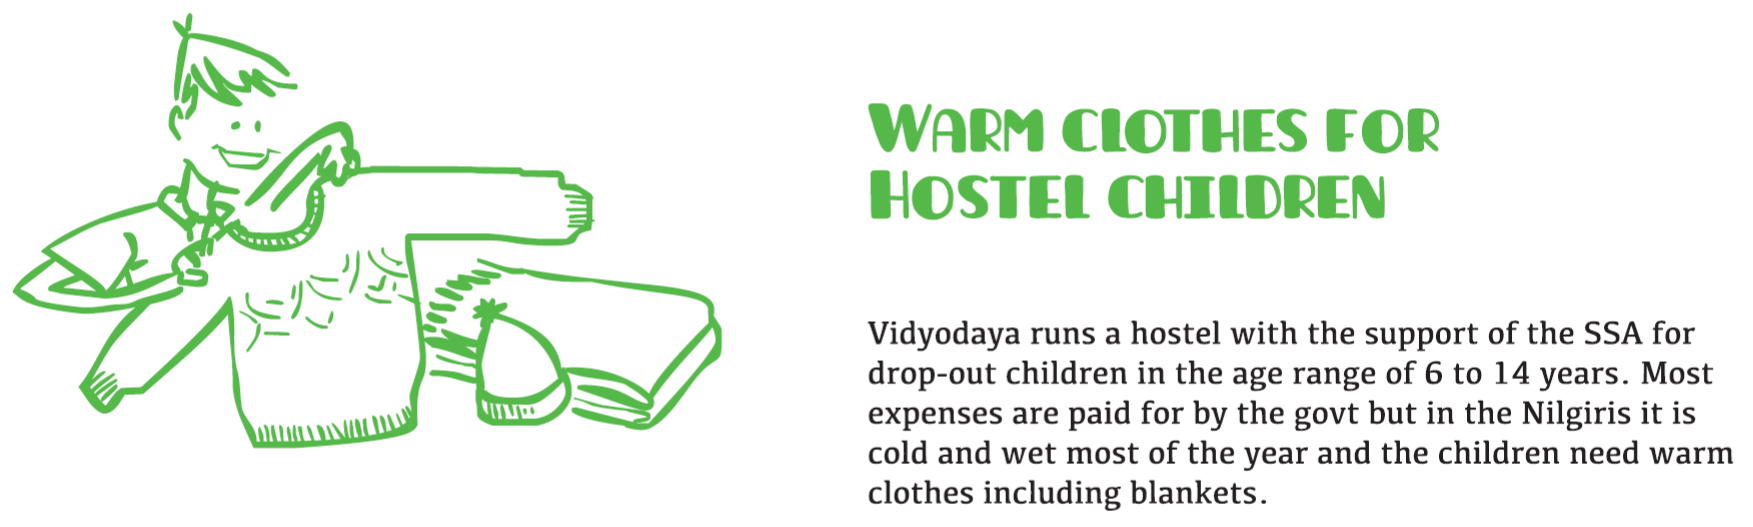 Warm clothes for
Hostel children
Vidyodaya runs a hostel with the support of the SSA for
drop-out children in the age range of 6 to 14 years. Most
expenses are paid for by the govt but in the Nilgiris it is
cold and wet most of the year and the children need warm
clothes including blankets.